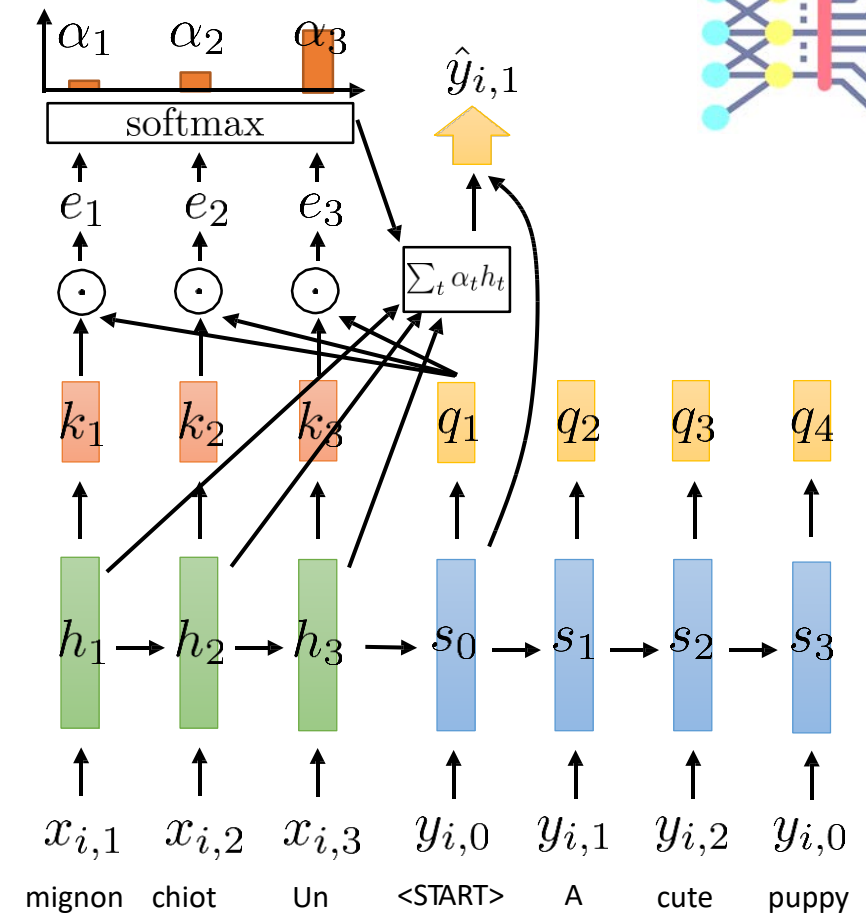 α₁ α₂ α₃
softmax
ŷᵢ,₁
e₁ e₂ e₃
∑ₜ αₜhₜ
k₁ k₂ k₃ q₁ q₂ q₃ q₄
h₁ h₂ h₃ s₀ s₁ s₂ s₃
xᵢ,₁ xᵢ,₂ xᵢ,₃ yᵢ,₀ yᵢ,₁ yᵢ,₂ yᵢ,₀
mignon chiot Un <START> A cute puppy